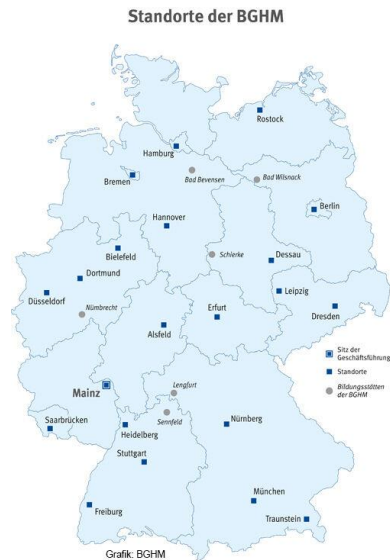 Standorte der BGHM
Rostock
Hamburg
Bad Bevensen
Bad Wilsnack
Bremen
Berlin
Hannover
Bielefeld
Schierke
Dessau
Dortmund
Leipzig
Düsseldorf
Nümbrecht
Erfurt
Dresden
Alsfeld
Sitz der
Geschäftsführung
Standorte
Bildungsstätten
der BGHM
Mainz
Lengfurt
Sennfeld
Saarbrücken
Heidelberg
Nürnberg
Stuttgart
München
Freiburg
Traunstein
Grafik: BGHM